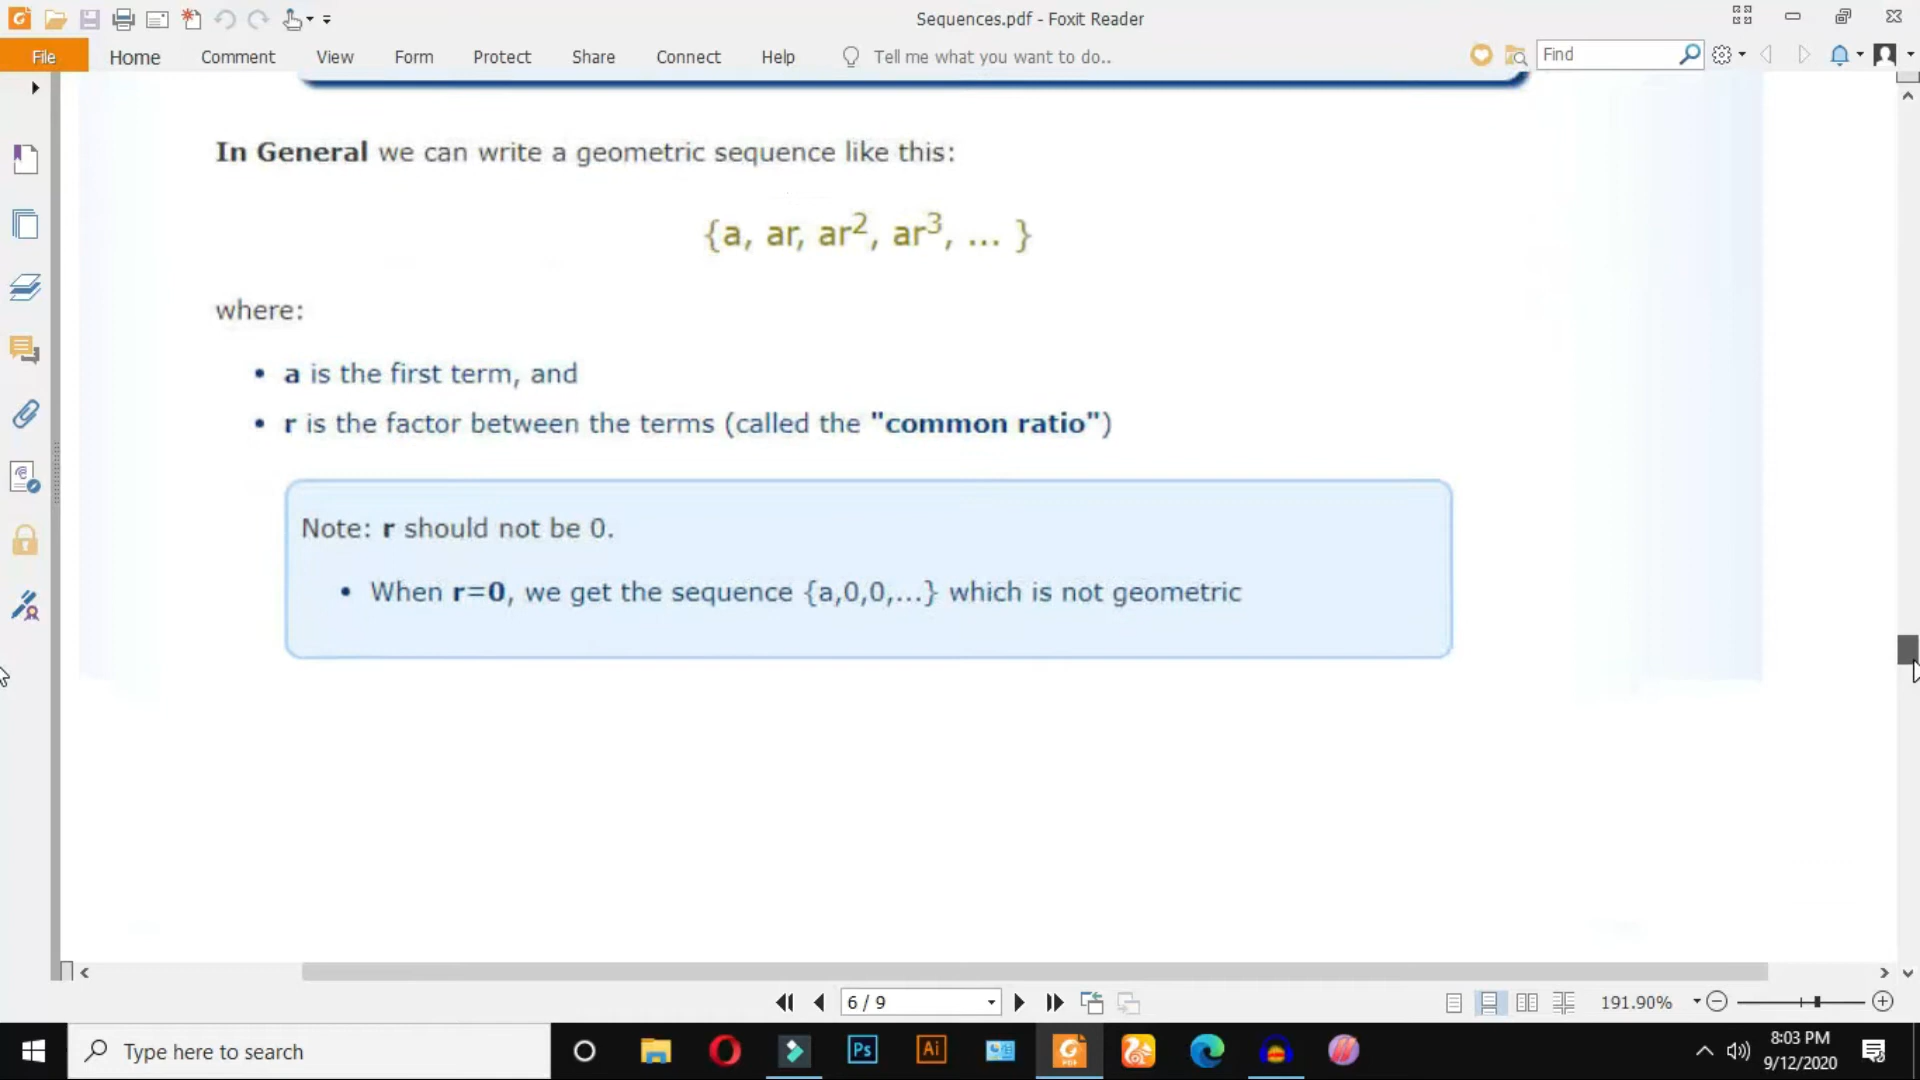 Sequences.pdf - Foxit Reader
File Home Comment View Form Protect Share Connect Help Tell me what you want to do.. Find
In General we can write a geometric sequence like this:
{a, ar, ar², ar³, ... }
where:
• a is the first term, and
• r is the factor between the terms (called the "common ratio")
Note: r should not be 0.
• When r=0, we get the sequence {a,0,0,...} which is not geometric
6 / 9 191.90%
Type here to search Ps Ai 8:03 PM
9/12/2020